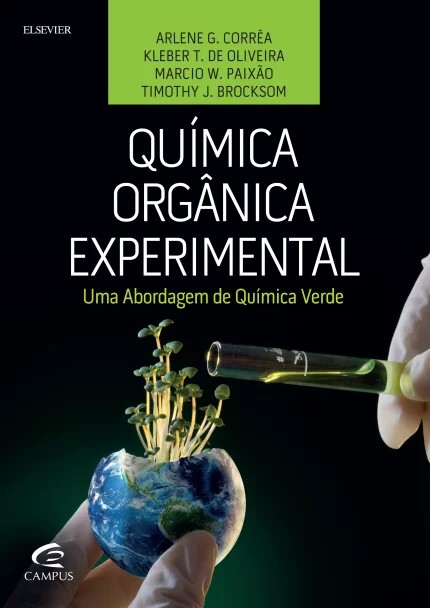 ELSEVIER
ARLENE G. CORRÊA
KLEBER T. DE OLIVEIRA
MARCIO W. PAIXÃO
TIMOTHY J. BROCKSOM
QUÍMICA
ORGÂNICA
EXPERIMENTAL
Uma Abordagem de Química Verde
CAMPUS